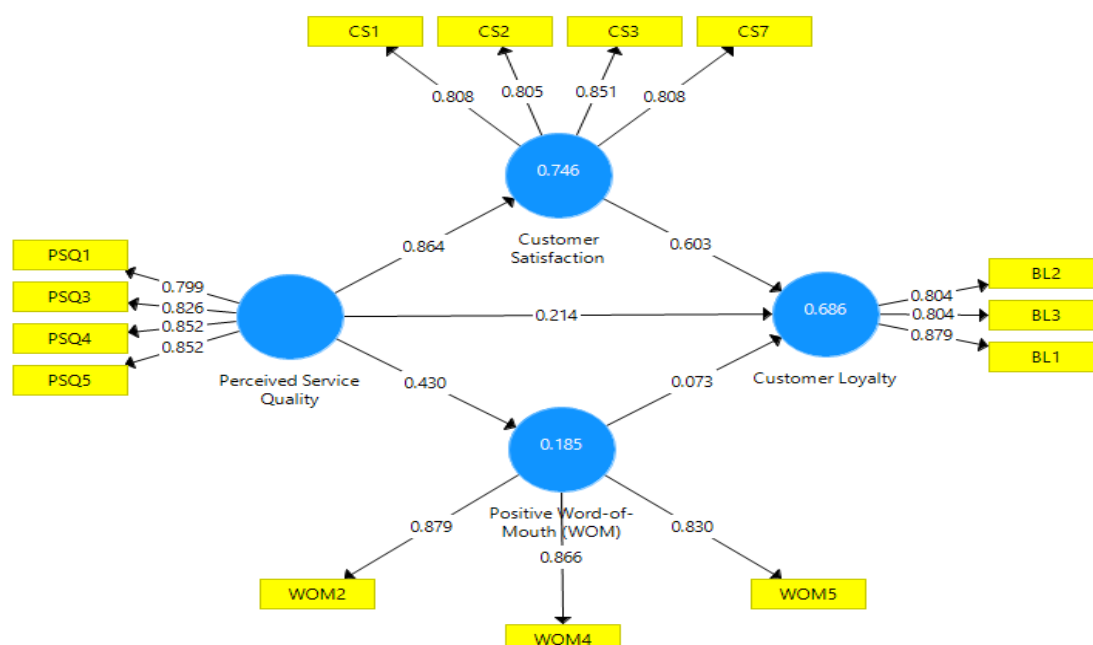 CS1 CS2 CS3 CS7
0.808 0.805 0.851 0.808
0.746
Customer
Satisfaction
0.864
0.603
PSQ1
PSQ3
PSQ4
PSQ5
0.799
0.826
0.852
0.852
Perceived Service
Quality
0.214
0.430
0.686
Customer Loyalty
0.073
0.804
0.804
0.879
BL2
BL3
BL1
0.185
Positive Word-of-
Mouth (WOM)
0.879
0.866
0.830
WOM2
WOM4
WOM5